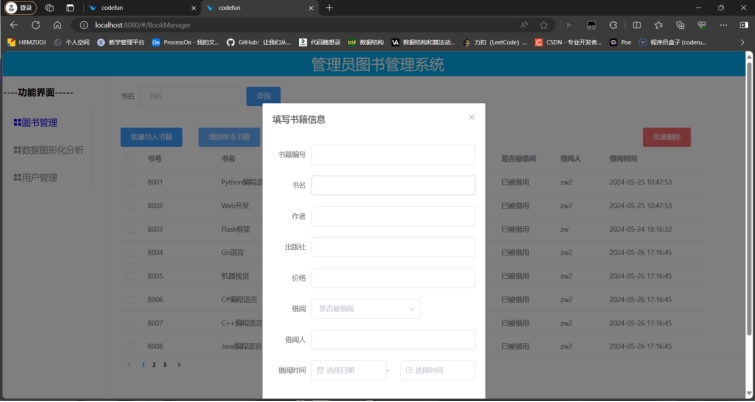 登录
codefun
codefun
localhost:8080/#/BookManager
个人空间
教学管理平台
ProcessOn - 我的文...
GitHub: 让我们从...
代码随想录
数据结构
数据结构和算法动...
力扣 (LeetCode) ...
CSDN - 专业开发者...
Poe
程序员盒子 (coderu...
管理员图书管理系统
----功能界面-----
图书管理
数据图形化分析
用户管理
书名
书名
查询
批量导入书籍
增加单本书籍
批量删除
书号 书名 是否被借阅 借阅人 借阅时间
B001 Python编程语 已被借用 zw2 2024-05-25 10:47:53
B002 Web开发 已被借用 zw2 2024-05-25 10:47:53
B003 Flask框架 已被借用 zw 2024-05-24 18:16:32
B004 Go语言 已被借用 zw2 2024-05-26 17:16:45
B005 机器视觉 已被借用 zw2 2024-05-26 17:16:45
B006 C#编程语言 已被借用 zw2 2024-05-26 17:16:45
B007 C++编程语言 已被借用 zw2 2024-05-26 17:16:45
B008 Java编程语言 已被借用 zw2 2024-05-26 17:16:45
1 2 3
填写书籍信息
书籍编号
书名
作者
出版社
价格
借阅 是否被借阅
借阅人
借阅时间 选择日期 - 选择时间